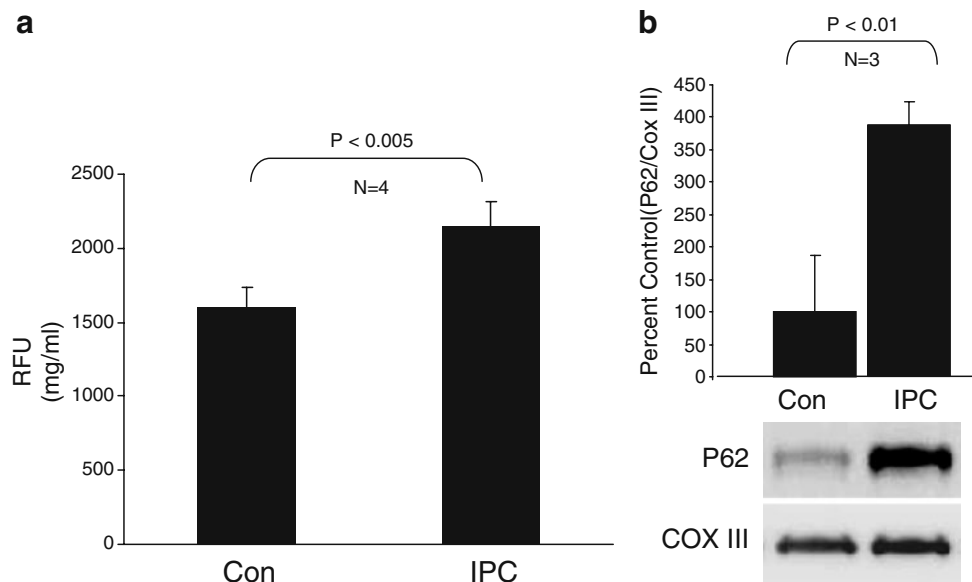 a
P < 0.005
N=4
RFU
(mg/ml)
2500
2000
1500
1000
500
0
Con
IPC
b
P < 0.01
N=3
Percent Control(P62/Cox III)
450
400
350
300
250
200
150
100
50
0
Con
IPC
P62
COX III